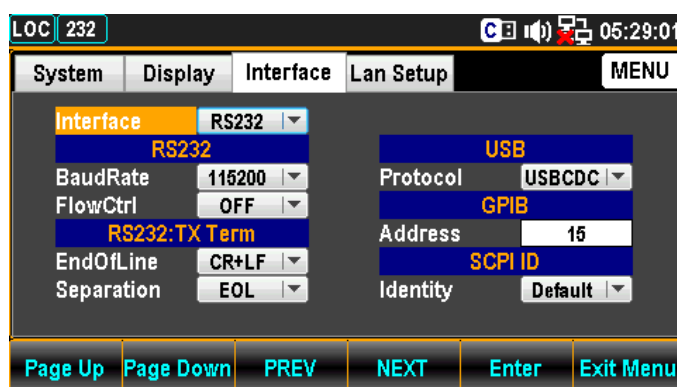 LOC 232 C 05:29:01
System Display Interface Lan Setup MENU
Interface RS232
RS232 USB
BaudRate 115200 Protocol USBCDC
FlowCtrl OFF GPIB
RS232:TX Term Address 15
EndOfLine CR+LF SCPI ID
Separation EOL Identity Default
Page Up Page Down PREV NEXT Enter Exit Menu